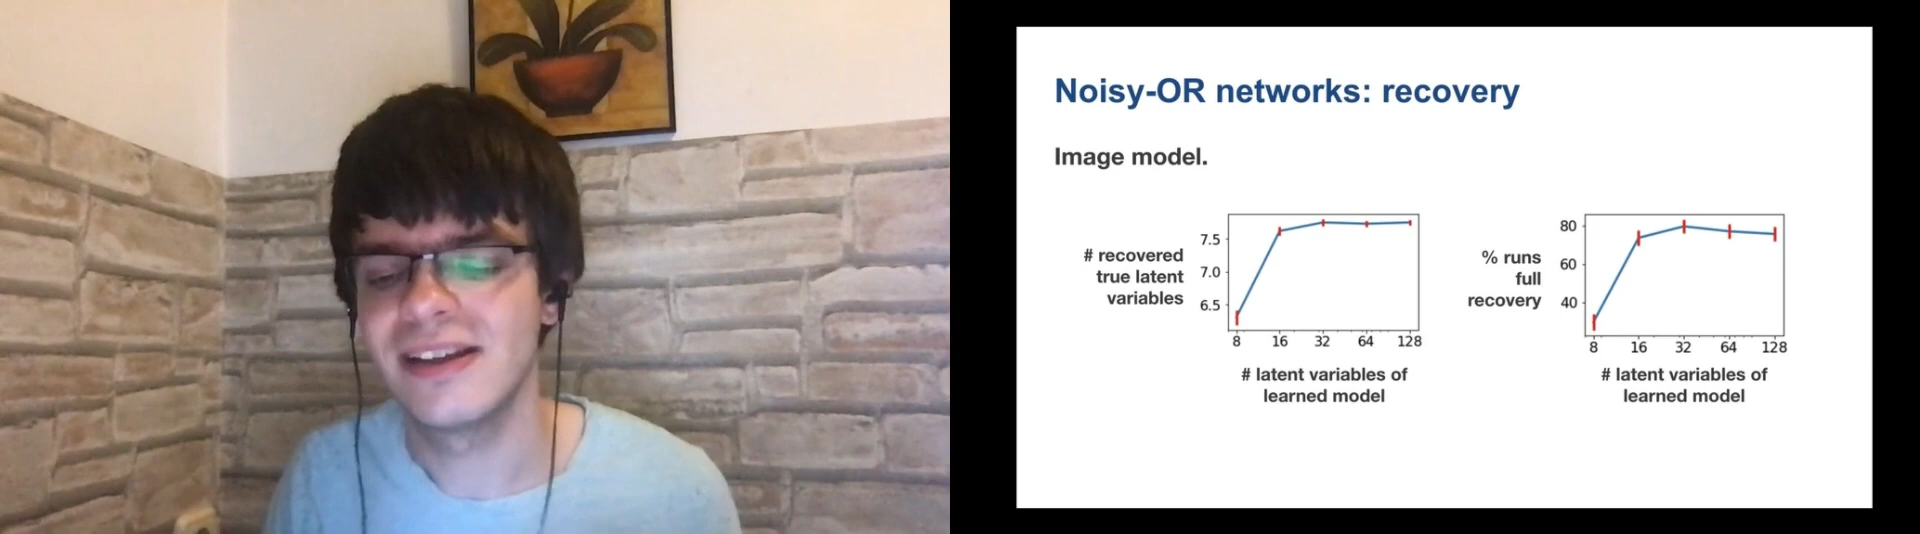 Noisy-OR networks: recovery
Image model.
# recovered
true latent
variables
7.5
7.0
6.5
8 16 32 64 128
# latent variables of
learned model
% runs
full
recovery
80
60
40
8 16 32 64 128
# latent variables of
learned model